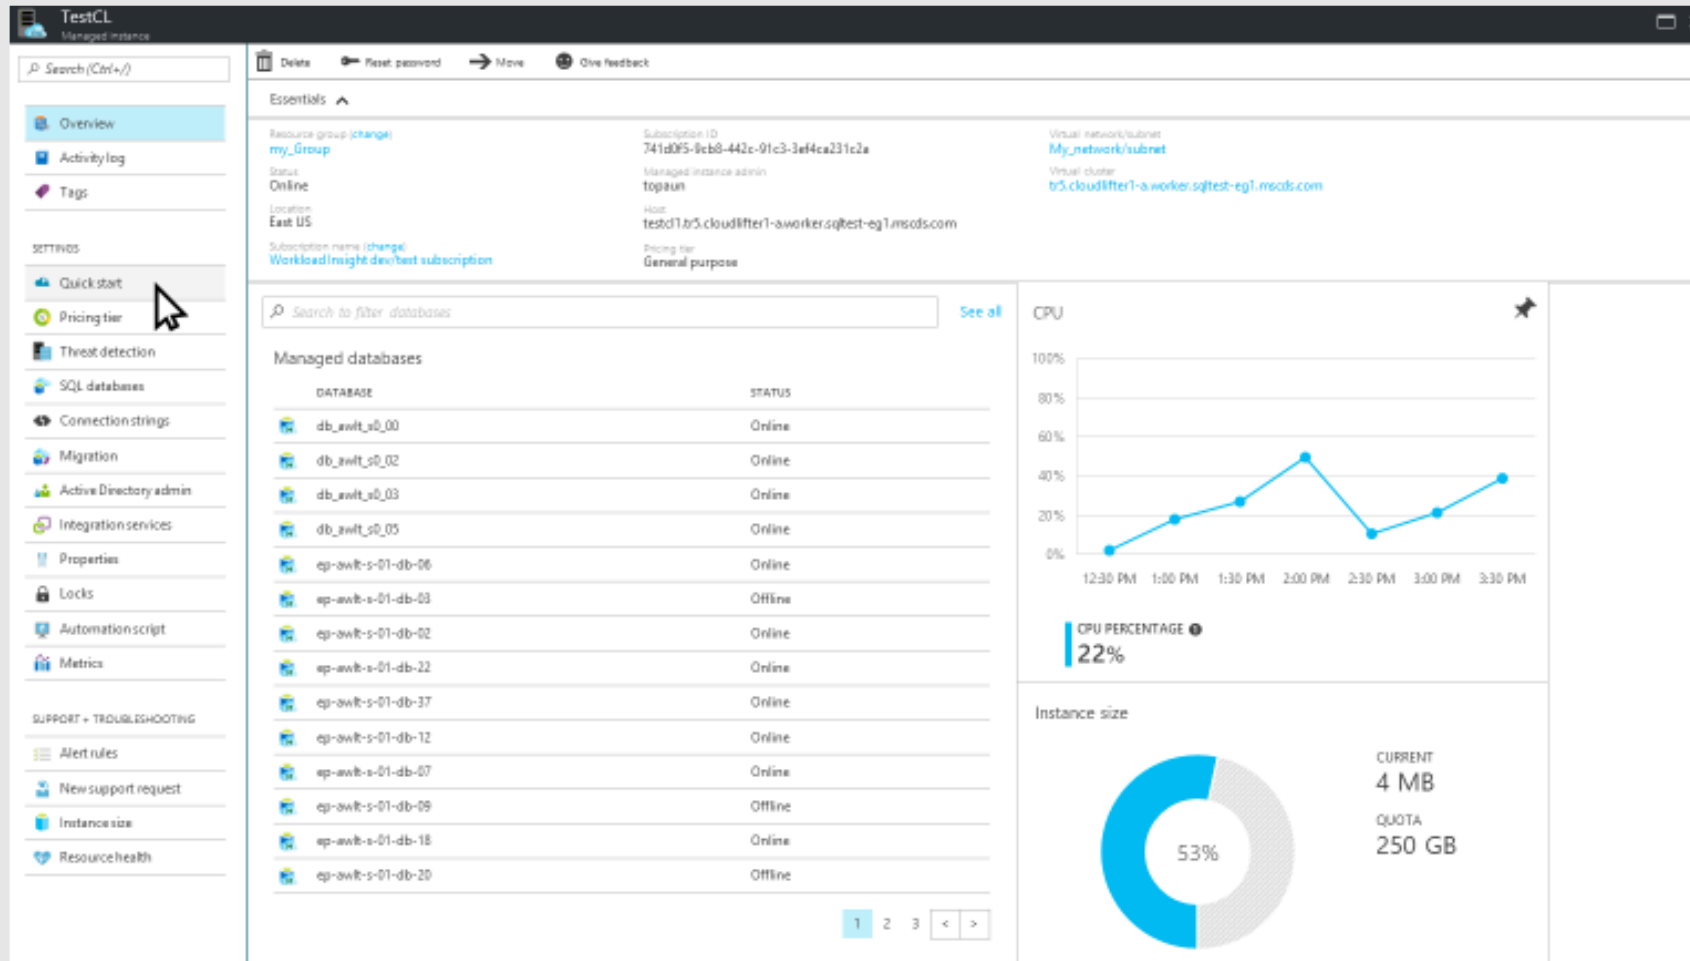 TestCL
Managed instance
Search (Ctrl+/)
Overview
Activity log
Tags
SETTINGS
Quick start
Pricing tier
Threat detection
SQL databases
Connection strings
Migration
Active Directory admin
Integration services
Properties
Locks
Automation script
Metrics
SUPPORT + TROUBLESHOOTING
Alert rules
New support request
Instance size
Resource health
Delete Reset password Move Give feedback
Essentials
Resource group (change)
my_Group
Status
Online
Location
East US
Subscription name (change)
Workload Insight dev/test subscription
Subscription ID
741d0f5-9cb8-442c-91c3-3ef4ca231c2a
Managed instance admin
topaun
Host
testcl1.tr5.cloudlifter1-a.worker.sqltest-eg1.mscds.com
Pricing tier
General purpose
Virtual network/subnet
My_network/subnet
Virtual cluster
tr5.cloudlifter1-a.worker.sqltest-eg1.mscds.com
Search to filter databases See all
Managed databases
DATABASE STATUS
db_awlt_s0_00 Online
db_awlt_s0_02 Online
db_awlt_s0_03 Online
db_awlt_s0_05 Online
ep-awlt-s-01-db-06 Online
ep-awlt-s-01-db-03 Offline
ep-awlt-s-01-db-02 Online
ep-awlt-s-01-db-22 Online
ep-awlt-s-01-db-37 Online
ep-awlt-s-01-db-12 Online
ep-awlt-s-01-db-07 Online
ep-awlt-s-01-db-09 Offline
ep-awlt-s-01-db-18 Online
ep-awlt-s-01-db-20 Offline
1 2 3 < >
CPU
100%
80%
60%
40%
20%
0%
12:30 PM 1:00 PM 1:30 PM 2:00 PM 2:30 PM 3:00 PM 3:30 PM
CPU PERCENTAGE
22%
Instance size
53%
CURRENT
4 MB
QUOTA
250 GB